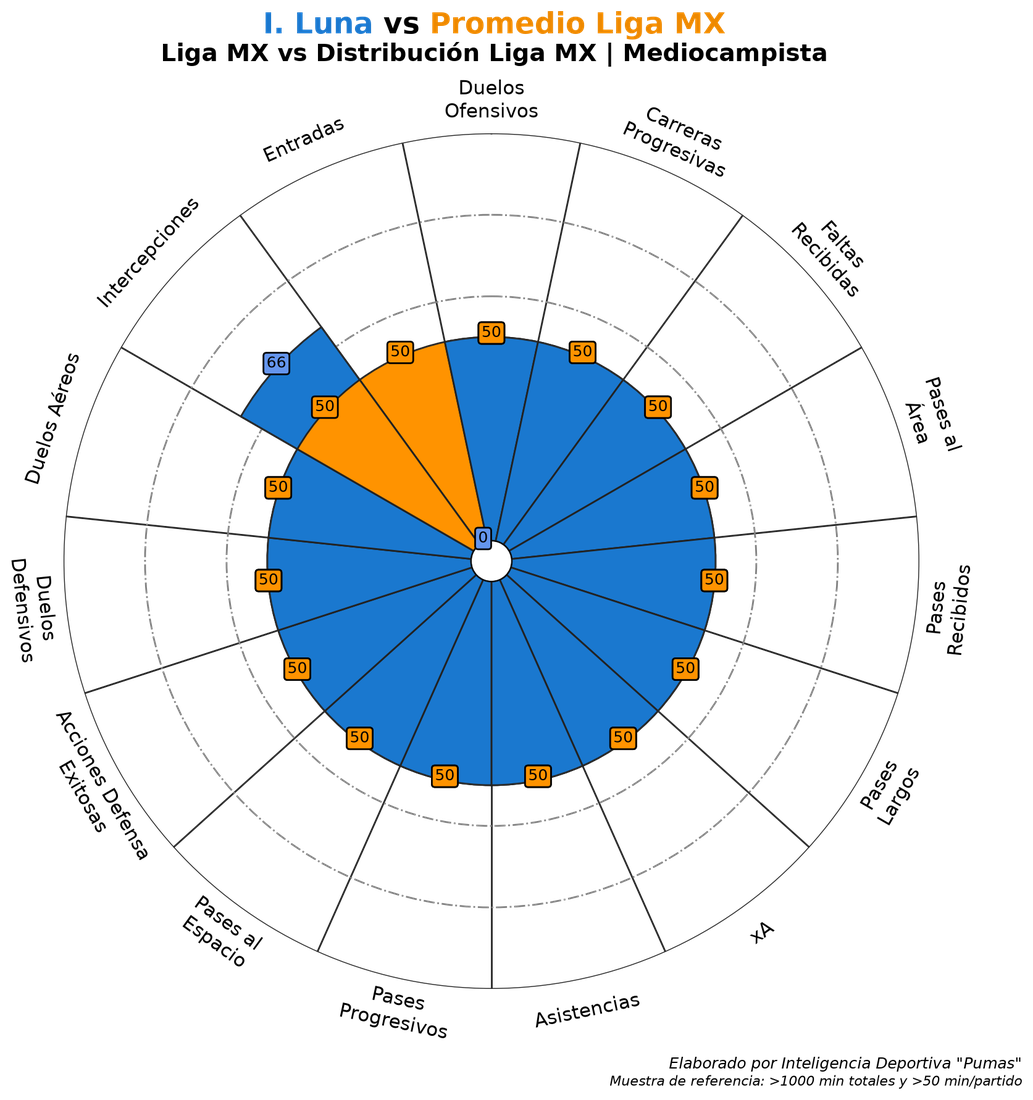 I. Luna vs Promedio Liga MX
Liga MX vs Distribución Liga MX | Mediocampista
Duelos
Ofensivos
Carreras
Progresivas
Faltas
Recibidas
Pases al
Área
Pases
Recibidos
Pases
Largos
xA
Asistencias
Pases
Progresivos
Pases al
Espacio
Acciones Defensa
Exitosas
Duelos
Defensivos
Duelos Aéreos
Intercepciones
Entradas
50
50
50
50
50
50
50
50
50
50
50
50
50
66
50
50
0
Elaborado por Inteligencia Deportiva "Pumas"
Muestra de referencia: >1000 min totales y >50 min/partido